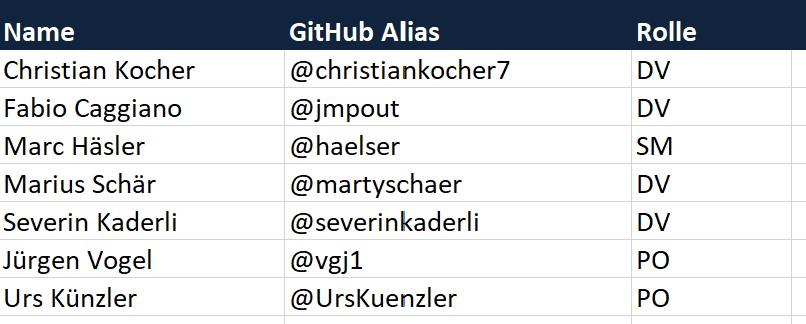 Name GitHub Alias Rolle
Christian Kocher @christiankocher7 DV
Fabio Caggiano @jmpout DV
Marc Häsler @haelser SM
Marius Schär @martyschaer DV
Severin Kaderli @severinkaderli DV
Jürgen Vogel @vgj1 PO
Urs Künzler @UrsKuenzler PO